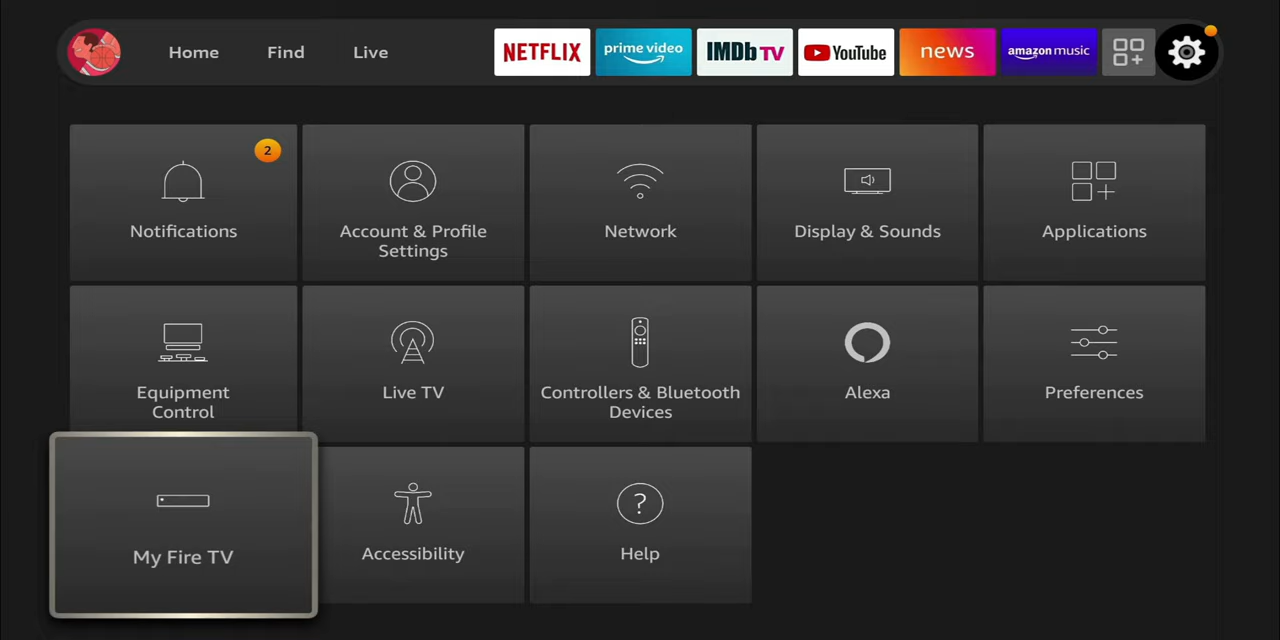 Home Find Live NETFLIX prime video IMDb TV YouTube news amazon music
2
Notifications
Account & Profile
Settings
Network
Display & Sounds
Applications
Equipment
Control
Live TV
Controllers & Bluetooth
Devices
Alexa
Preferences
My Fire TV
Accessibility
?
Help